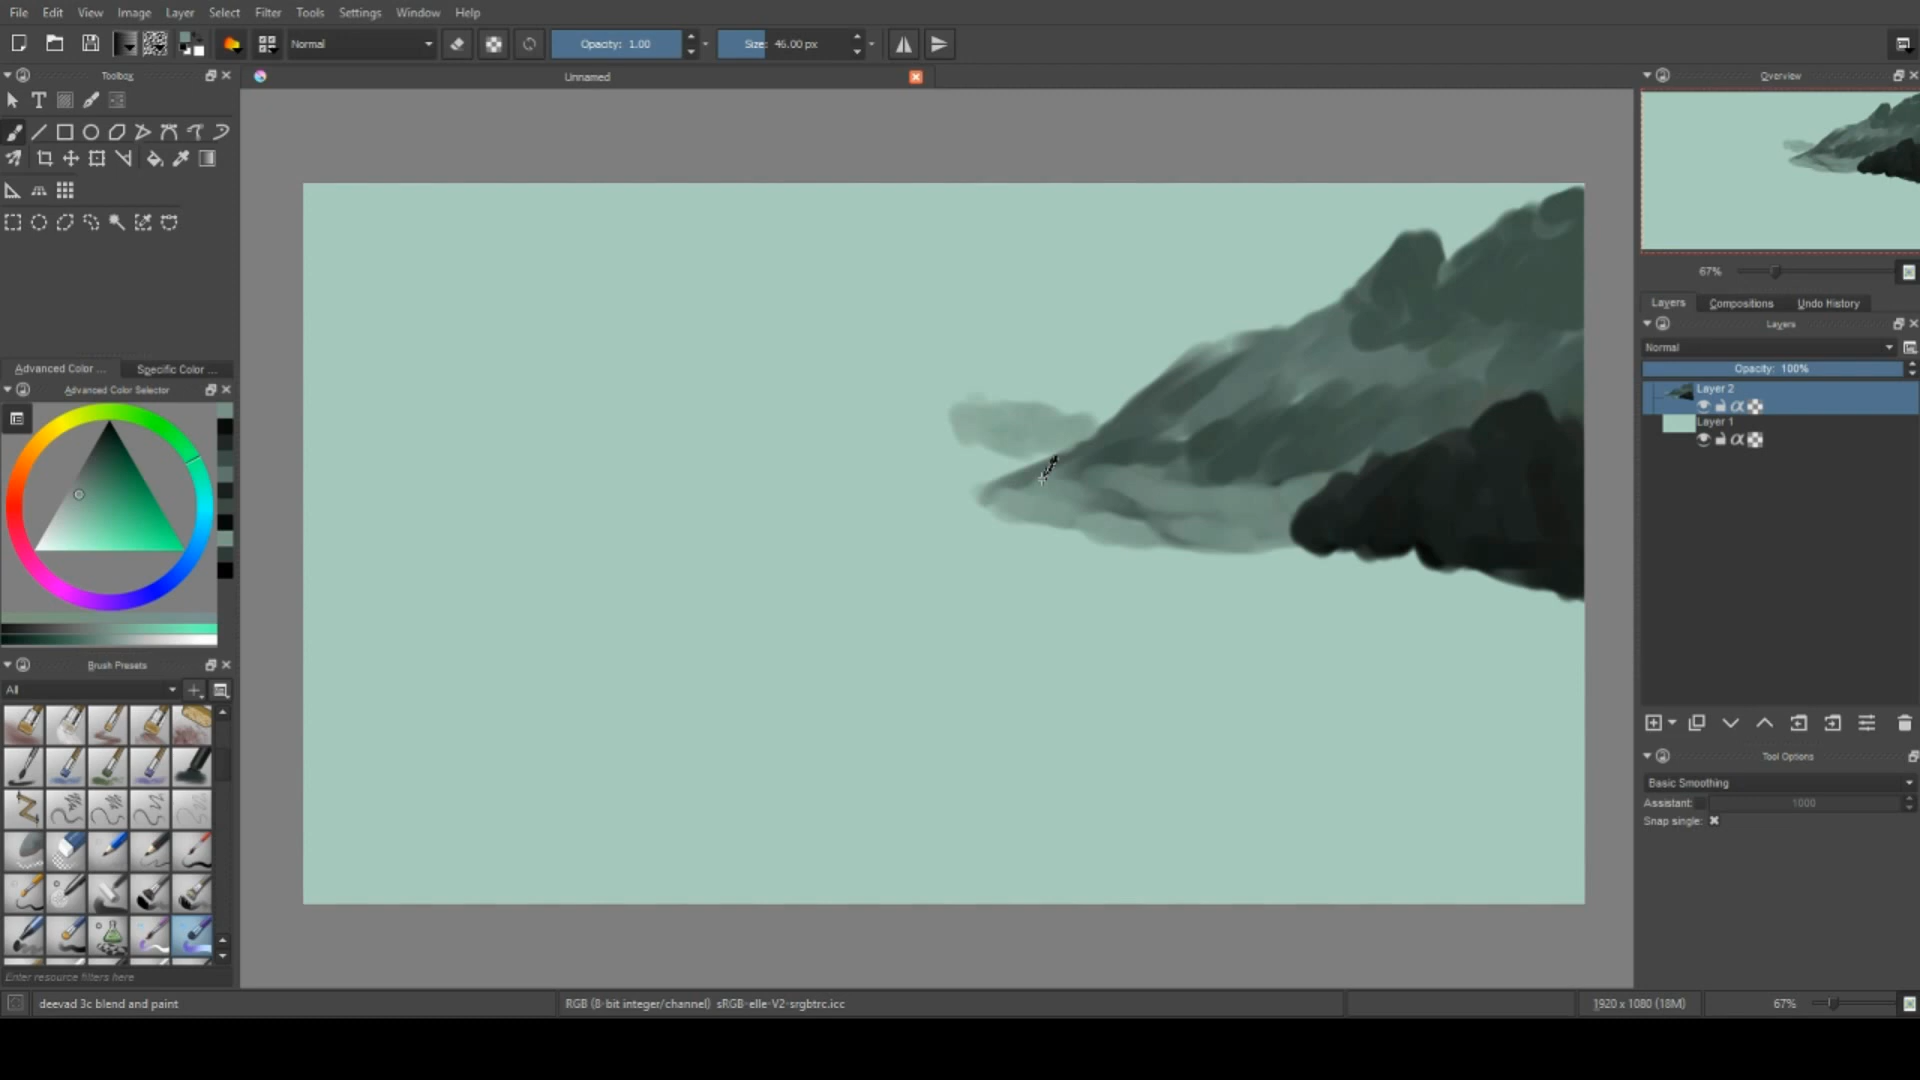 File Edit View Image Layer Select Filter Tools Settings Window Help
Normal Opacity: 1.00 Size: 46.00 px
Toolbox Unnamed Overview
67%
Layers Compositions Undo History
Layers
Normal
Advanced Color ... Specific Color ...
Opacity: 100%
Advanced Color Selector
Layer 2
Layer 1
Brush Presets
All
Tool Options
Basic Smoothing
Assistant: 1000
Snap single:
Enter resource filters here
deevad 3c blend and paint RGB (8-bit integer/channel) sRGB-elle-V2-srgbtrc.icc 1920 x 1080 (18M) 67%